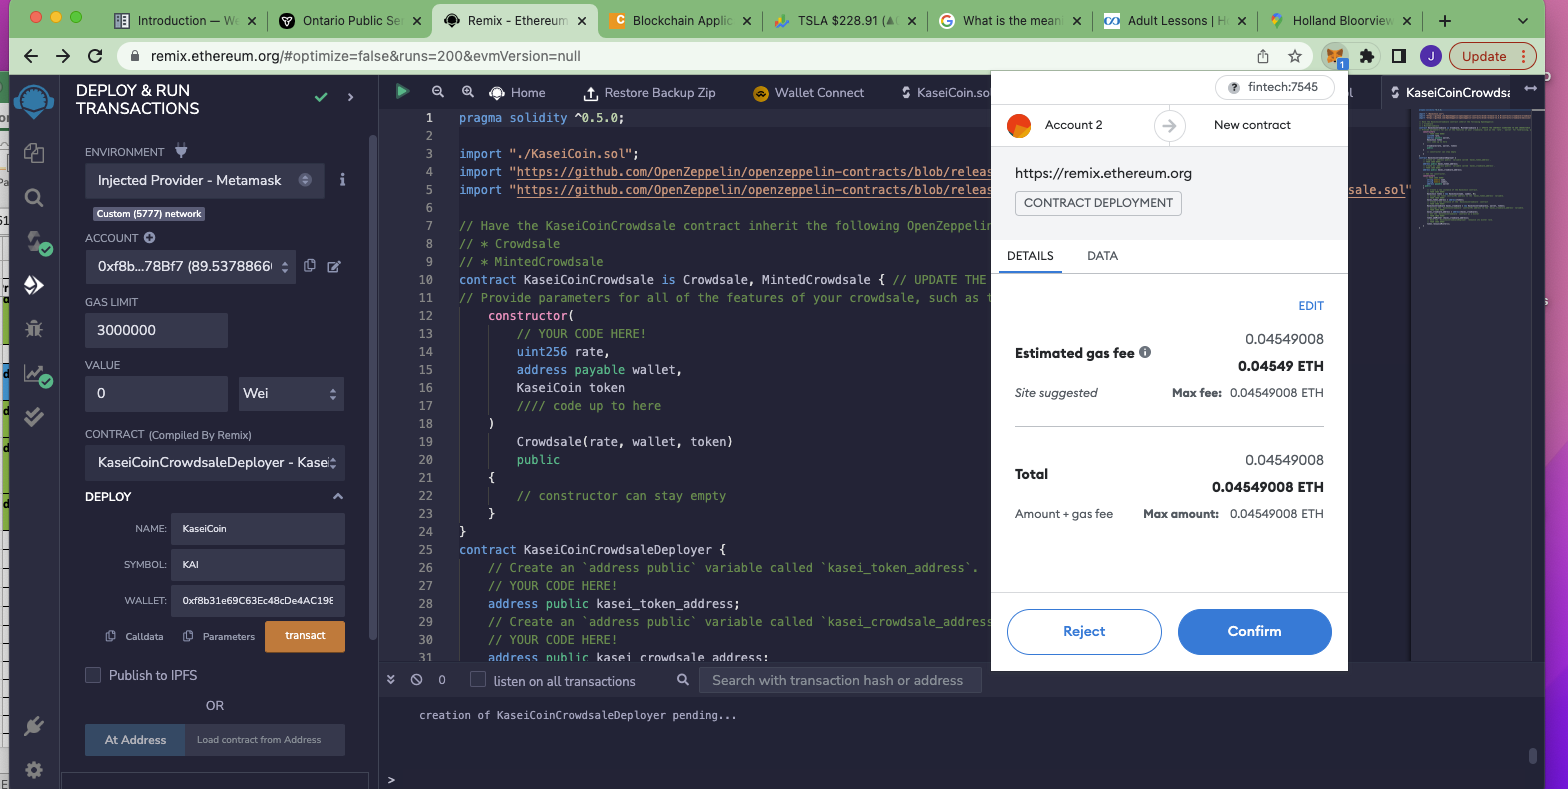 Introduction — We
Ontario Public Se
Remix - Ethereum
Blockchain Applic
TSLA $228.91 (
What is the mean
Adult Lessons | H
Holland Bloorview
remix.ethereum.org/#optimize=false&runs=200&evmVersion=null
1
J
Update
DEPLOY & RUN
TRANSACTIONS
ENVIRONMENT
Injected Provider - Metamask
Custom (5777) network
ACCOUNT
0xf8b...78Bf7 (89.5378866
GAS LIMIT
3000000
VALUE
0
Wei
CONTRACT (Compiled By Remix)
KaseiCoinCrowdsaleDeployer - Kase
DEPLOY
NAME: KaseiCoin
SYMBOL: KAI
WALLET: 0xf8b31e69C63Ec48cDe4AC198
Calldata
Parameters
transact
Publish to IPFS
OR
At Address
Load contract from Address
Home
Restore Backup Zip
Wallet Connect
KaseiCoin.so
KaseiCoinCrowdsa
1 pragma solidity ^0.5.0;
2
3 import "./KaseiCoin.sol";
4 import "https://github.com/OpenZeppelin/openzeppelin-contracts/blob/releas
5 import "https://github.com/OpenZeppelin/openzeppelin-contracts/blob/releas
sale.sol"
6
7 // Have the KaseiCoinCrowdsale contract inherit the following OpenZeppelin
8 // * Crowdsale
9 // * MintedCrowdsale
10 contract KaseiCoinCrowdsale is Crowdsale, MintedCrowdsale { // UPDATE THE
11 // Provide parameters for all of the features of your crowdsale, such as t
12 constructor(
13 // YOUR CODE HERE!
14 uint256 rate,
15 address payable wallet,
16 KaseiCoin token
17 //// code up to here
18 )
19 Crowdsale(rate, wallet, token)
20 public
21 {
22 // constructor can stay empty
23 }
24 }
25 contract KaseiCoinCrowdsaleDeployer {
26 // Create an `address public` variable called `kasei_token_address`.
27 // YOUR CODE HERE!
28 address public kasei_token_address;
29 // Create an `address public` variable called `kasei_crowdsale_address
30 // YOUR CODE HERE!
31 address public kasei_crowdsale_address;
0
listen on all transactions
Search with transaction hash or address
creation of KaseiCoinCrowdsaleDeployer pending...
>
fintech:7545
Account 2
New contract
https://remix.ethereum.org
CONTRACT DEPLOYMENT
DETAILS
DATA
EDIT
0.04549008
Estimated gas fee
0.04549 ETH
Site suggested
Max fee: 0.04549008 ETH
0.04549008
Total
0.04549008 ETH
Amount + gas fee
Max amount: 0.04549008 ETH
Reject
Confirm